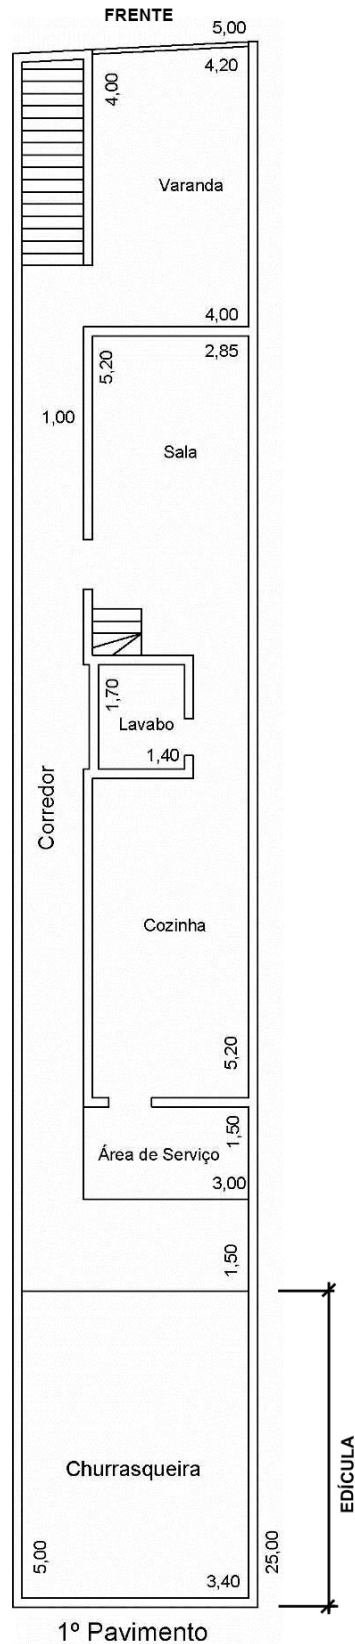 FRENTE
5,00
4,20
4,00
Varanda
4,00
2,85
5,20
1,00
Sala
1,70
Lavabo
1,40
Corredor
Cozinha
5,20
1,50
Área de Serviço
3,00
1,50
Churrasqueira
EDÍCULA
5,00
25,00
3,40
1º Pavimento